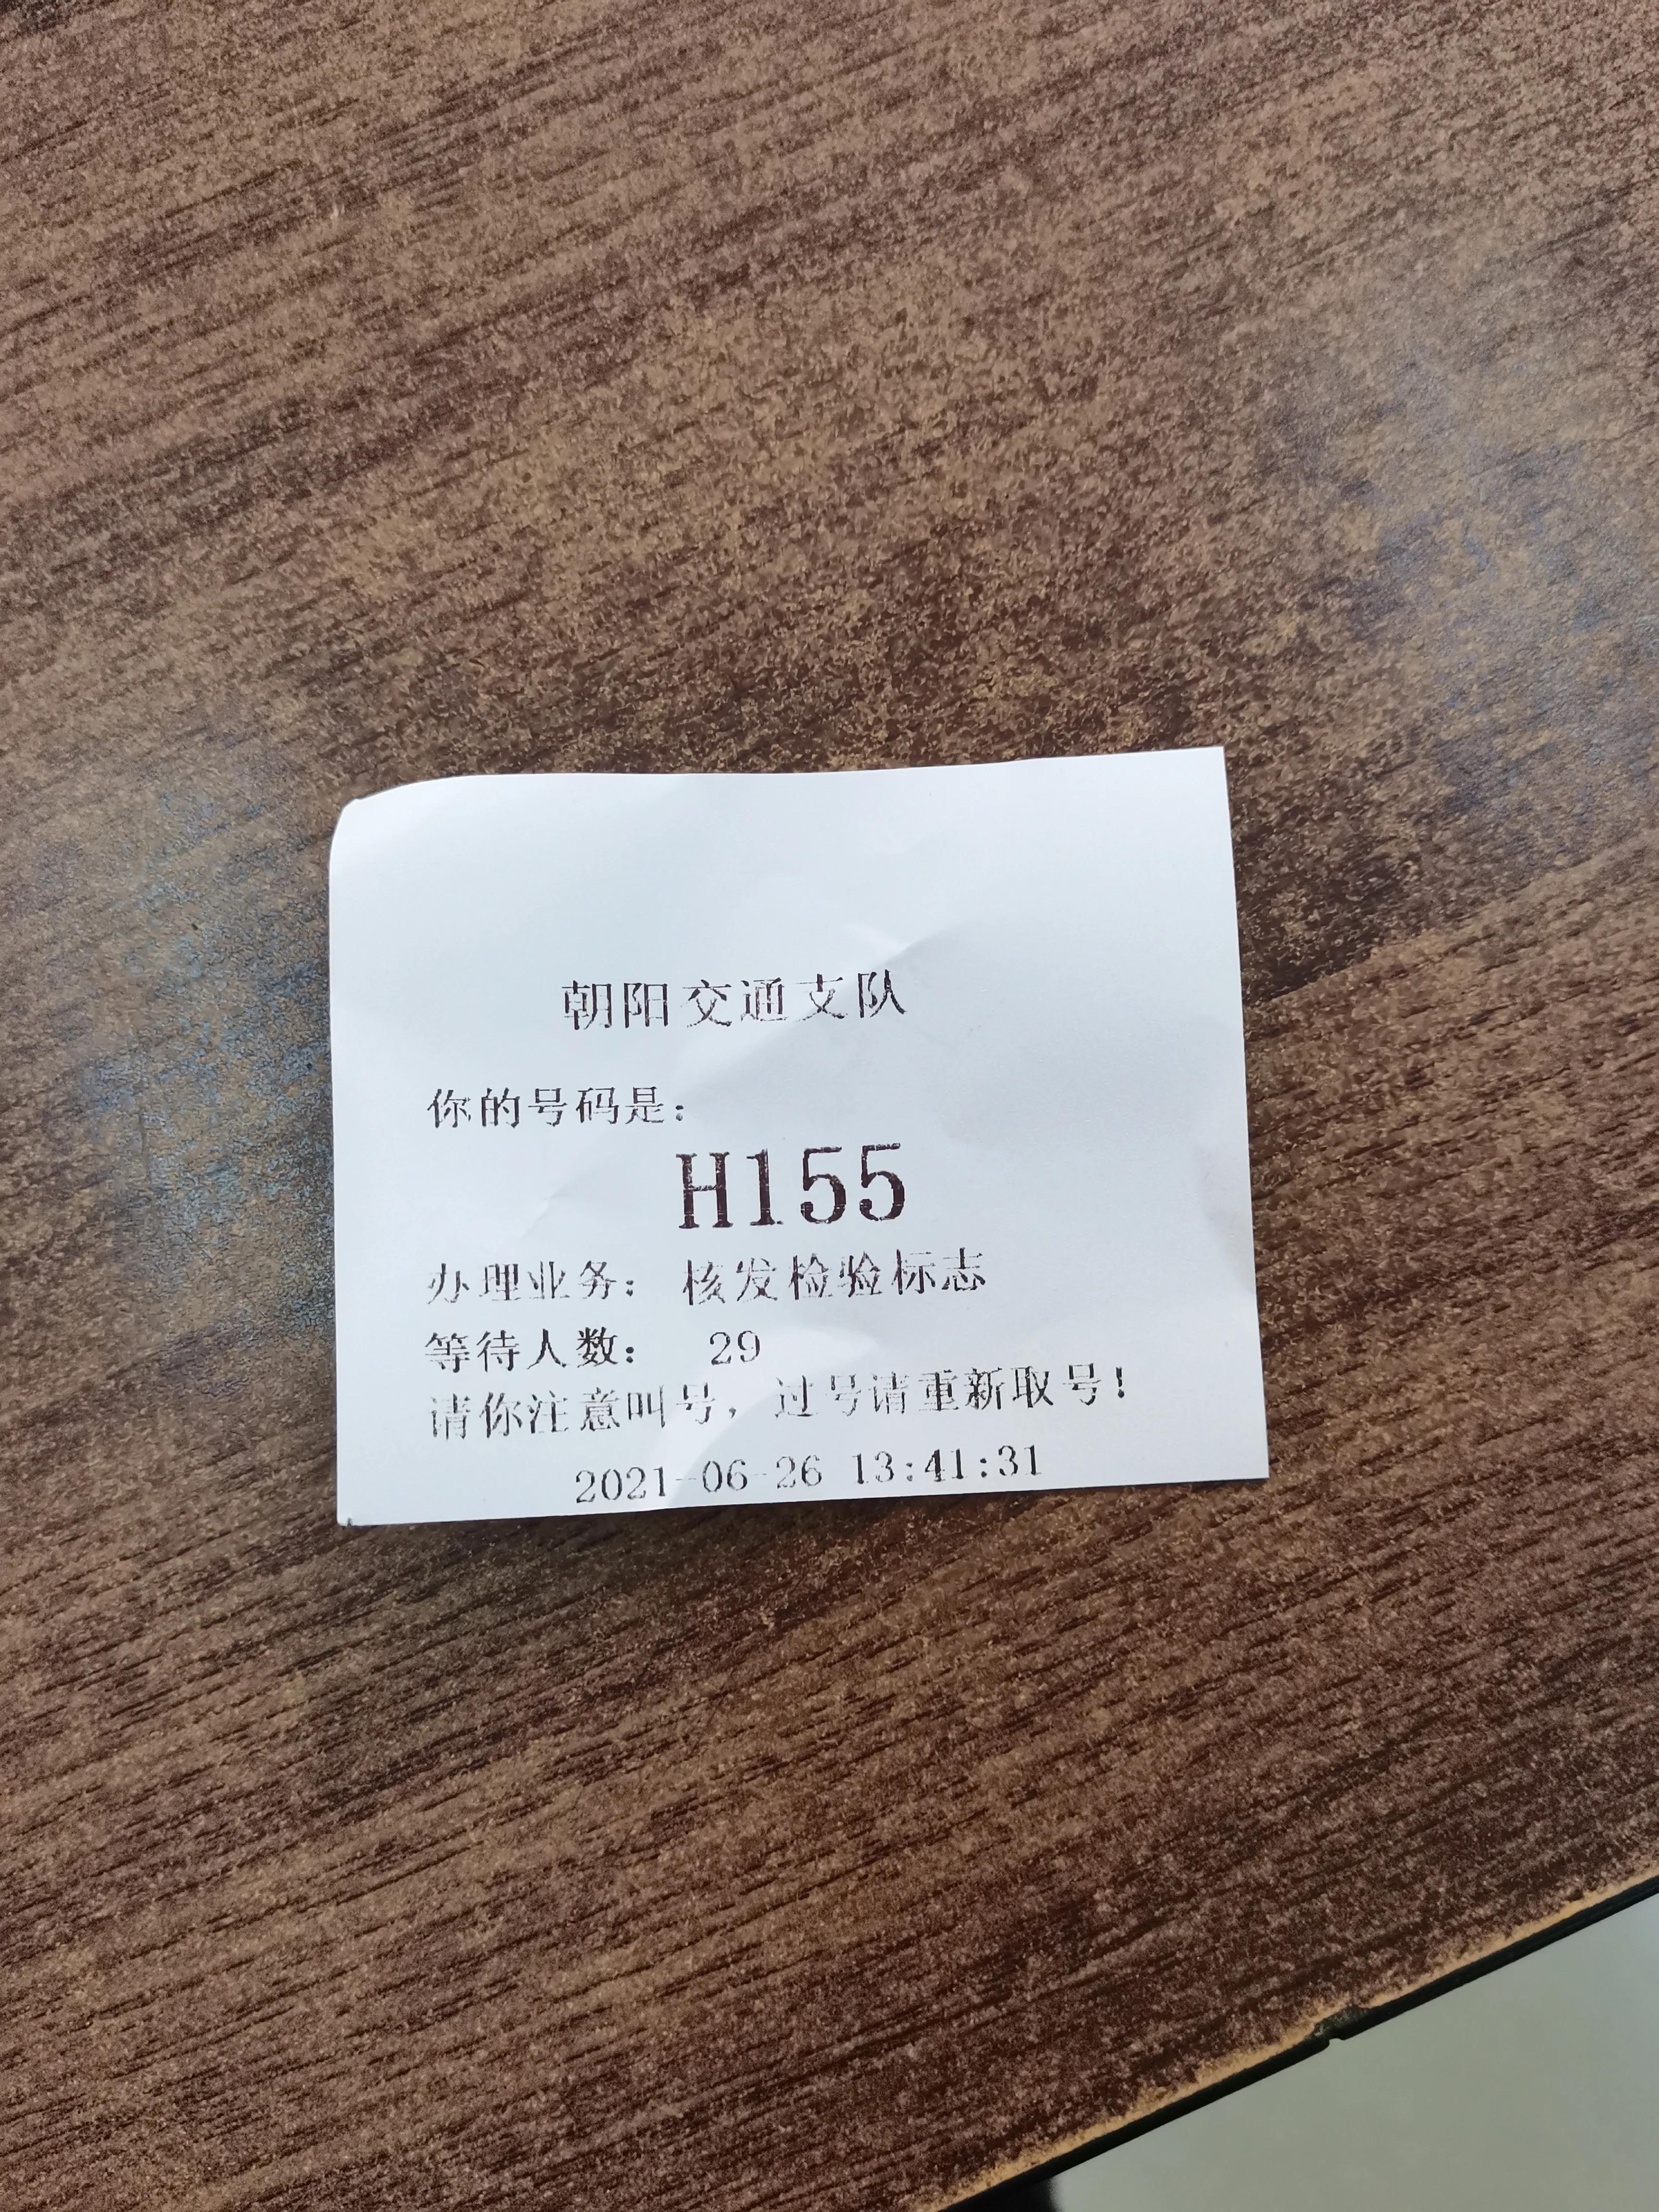 朝阳交通支队
你的号码是：
H155
办理业务： 核发检验标志
等待人数： 29
请你注意叫号，过号请重新取号！
2021-06-26 13:41:31